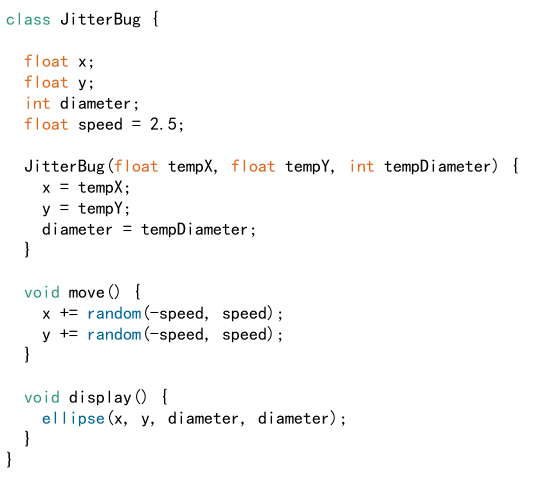 class JitterBug {
float x;
float y;
int diameter;
float speed = 2.5;
JitterBug(float tempX, float tempY, int tempDiameter) {
x = tempX;
y = tempY;
diameter = tempDiameter;
}
void move() {
x += random(-speed, speed);
y += random(-speed, speed);
}
void display() {
ellipse(x, y, diameter, diameter);
}
}